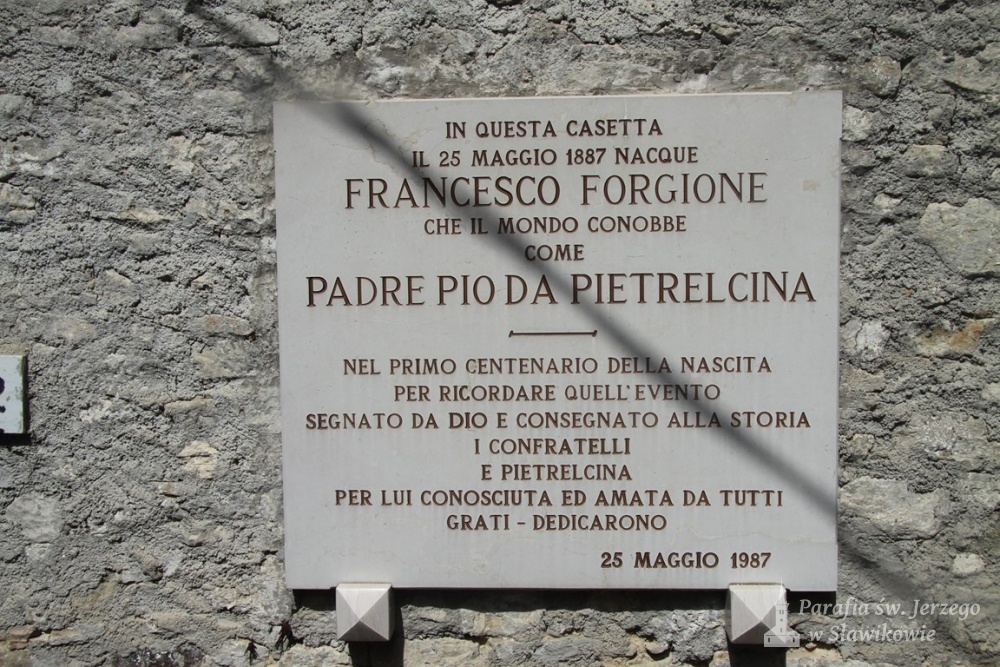 IN QUESTA CASETTA
IL 25 MAGGIO 1887 NACQUE
FRANCESCO FORGIONE
CHE IL MONDO CONOBBE
COME
PADRE PIO DA PIETRELCINA
NEL PRIMO CENTENARIO DELLA NASCITA
PER RICORDARE QUELL'EVENTO
SEGNATO DA DIO E CONSEGNATO ALLA STORIA
I CONFRATELLI
E PIETRELCINA
PER LUI CONOSCIUTA ED AMATA DA TUTTI
GRATI - DEDICARONO
25 MAGGIO 1987
Parafia św. Jerzego
w Sławikowie